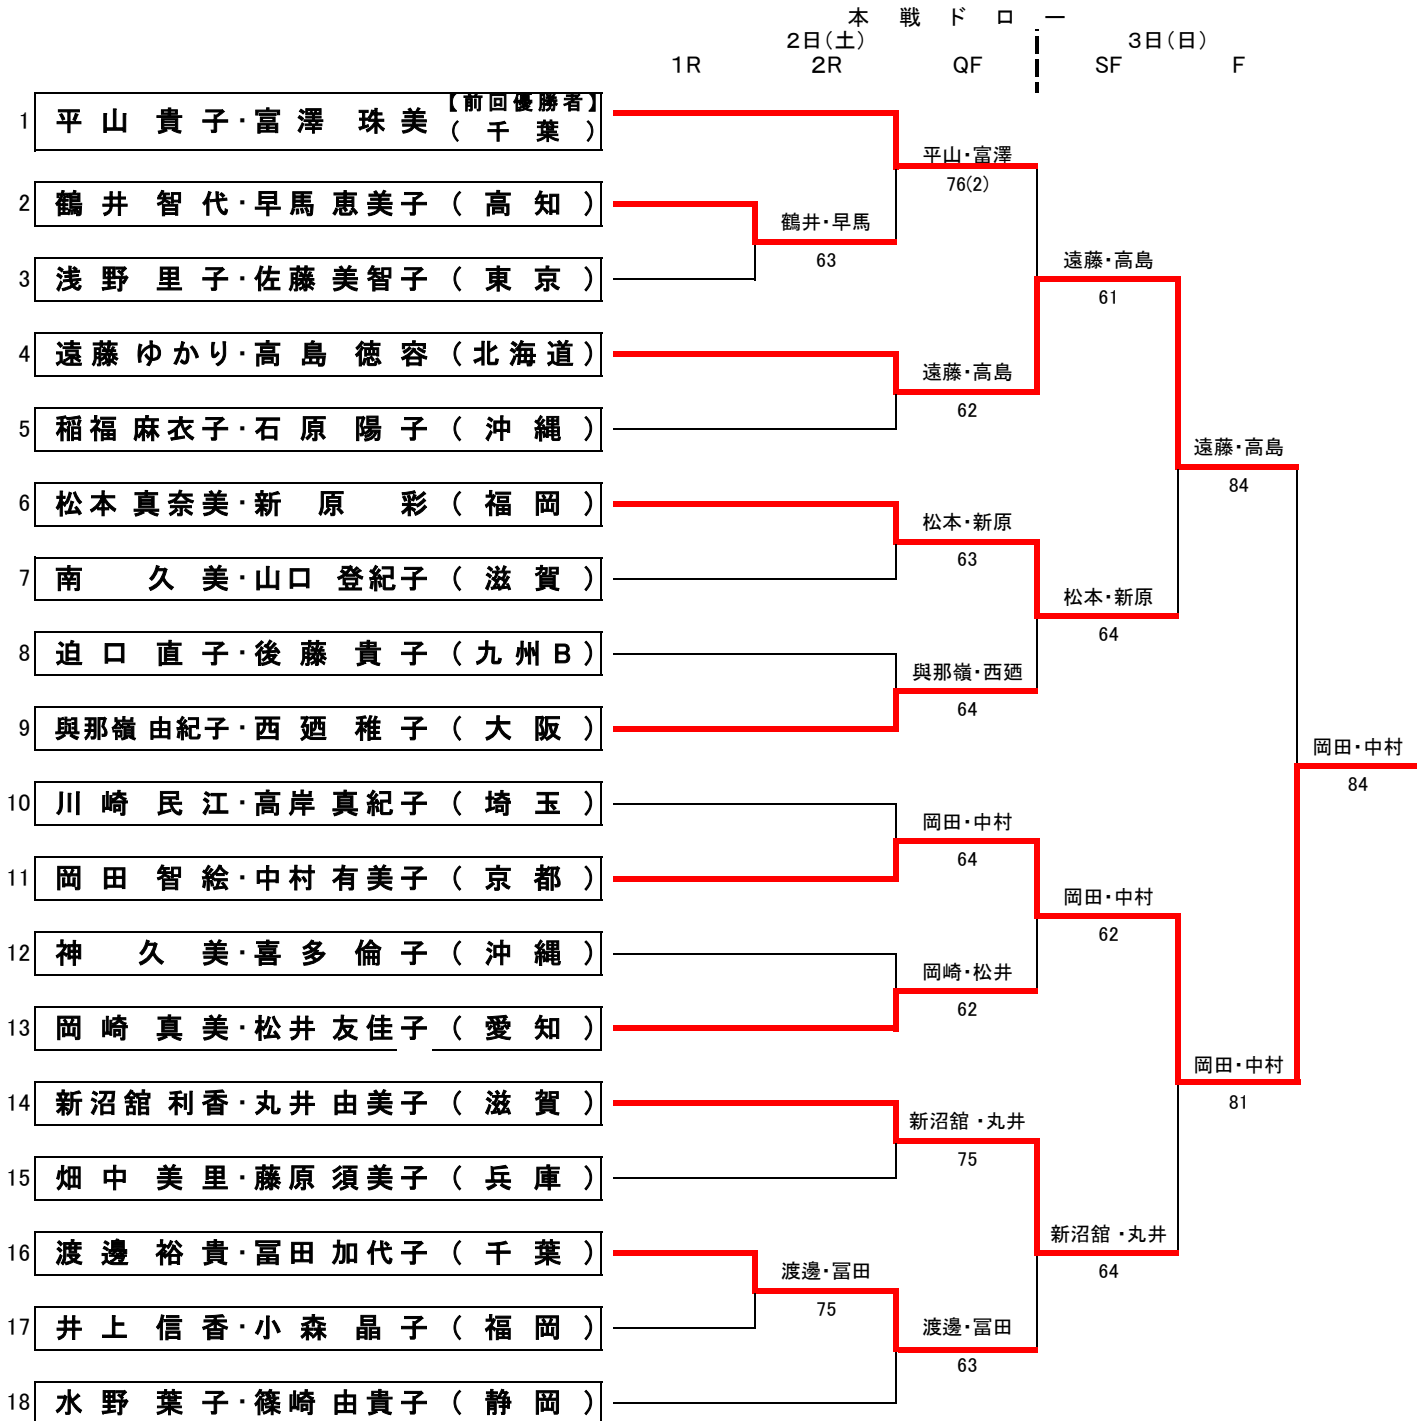 本戦ドロー
2日(土) 3日(日)
1R 2R QF SF F
1 平山 貴子・富澤 珠美 【前回優勝者】(千葉)
平山・富澤
76(2)
2 鶴井 智代・早馬 恵美子 (高知)
鶴井・早馬
63
3 浅野 里子・佐藤 美智子 (東京)
遠藤・高島
61
4 遠藤 ゆかり・高島 徳容 (北海道)
遠藤・高島
62
5 稲福 麻衣子・石原 陽子 (沖縄)
遠藤・高島
84
6 松本 真奈美・新原 彩 (福岡)
松本・新原
63
7 南 久美・山口 登紀子 (滋賀)
松本・新原
64
8 迫口 直子・後藤 貴子 (九州B)
與那嶺・西廼
64
9 與那嶺 由紀子・西廼 稚子 (大阪)
岡田・中村
84
10 川崎 民江・高岸 真紀子 (埼玉)
岡田・中村
64
11 岡田 智絵・中村 有美子 (京都)
岡田・中村
62
12 神 久美・喜多 倫子 (沖縄)
岡崎・松井
62
13 岡崎 真美・松井 友佳子 (愛知)
岡田・中村
81
14 新沼舘 利香・丸井 由美子 (滋賀)
新沼舘・丸井
75
15 畑中 美里・藤原 須美子 (兵庫)
新沼舘・丸井
64
16 渡邊 裕貴・冨田 加代子 (千葉)
渡邊・冨田
75
17 井上 信香・小森 晶子 (福岡)
渡邊・冨田
63
18 水野 葉子・篠崎 由貴子 (静岡)